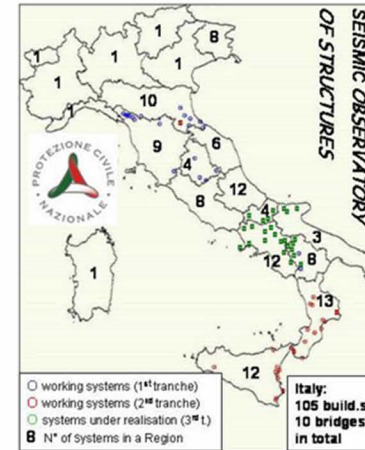 SEISMIC OBSERVATORY
OF STRUCTURES
1
8
1
1
1
1
1
10
9
6
4
12
8
4
3
12
8
1
13
12
PROTEZIONE CIVILE
NAZIONALE
working systems (1st tranche)
working systems (2nd tranche)
systems under realisation (3rd t.)
8 N° of Systems in a Region
Italy:
105 build.s
10 bridges
in total